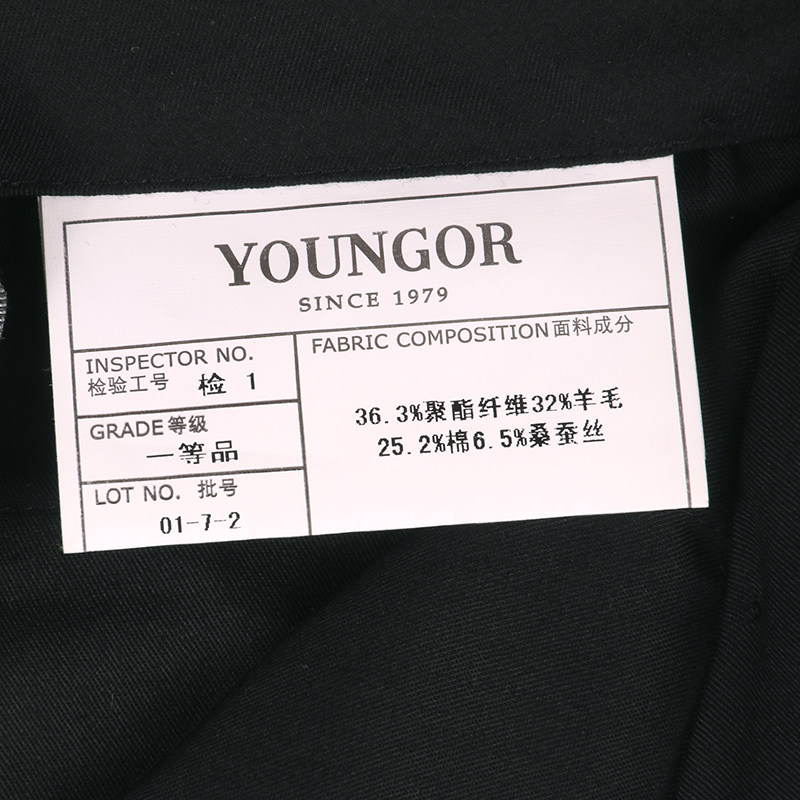 YOUNGOR
SINCE 1979
INSPECTOR NO.
检验工号 检 1
GRADE等级
一等品
LOT NO. 批号
01-7-2
FABRIC COMPOSITION面料成分
36.3%聚酯纤维32%羊毛
25.2%棉6.5%桑蚕丝